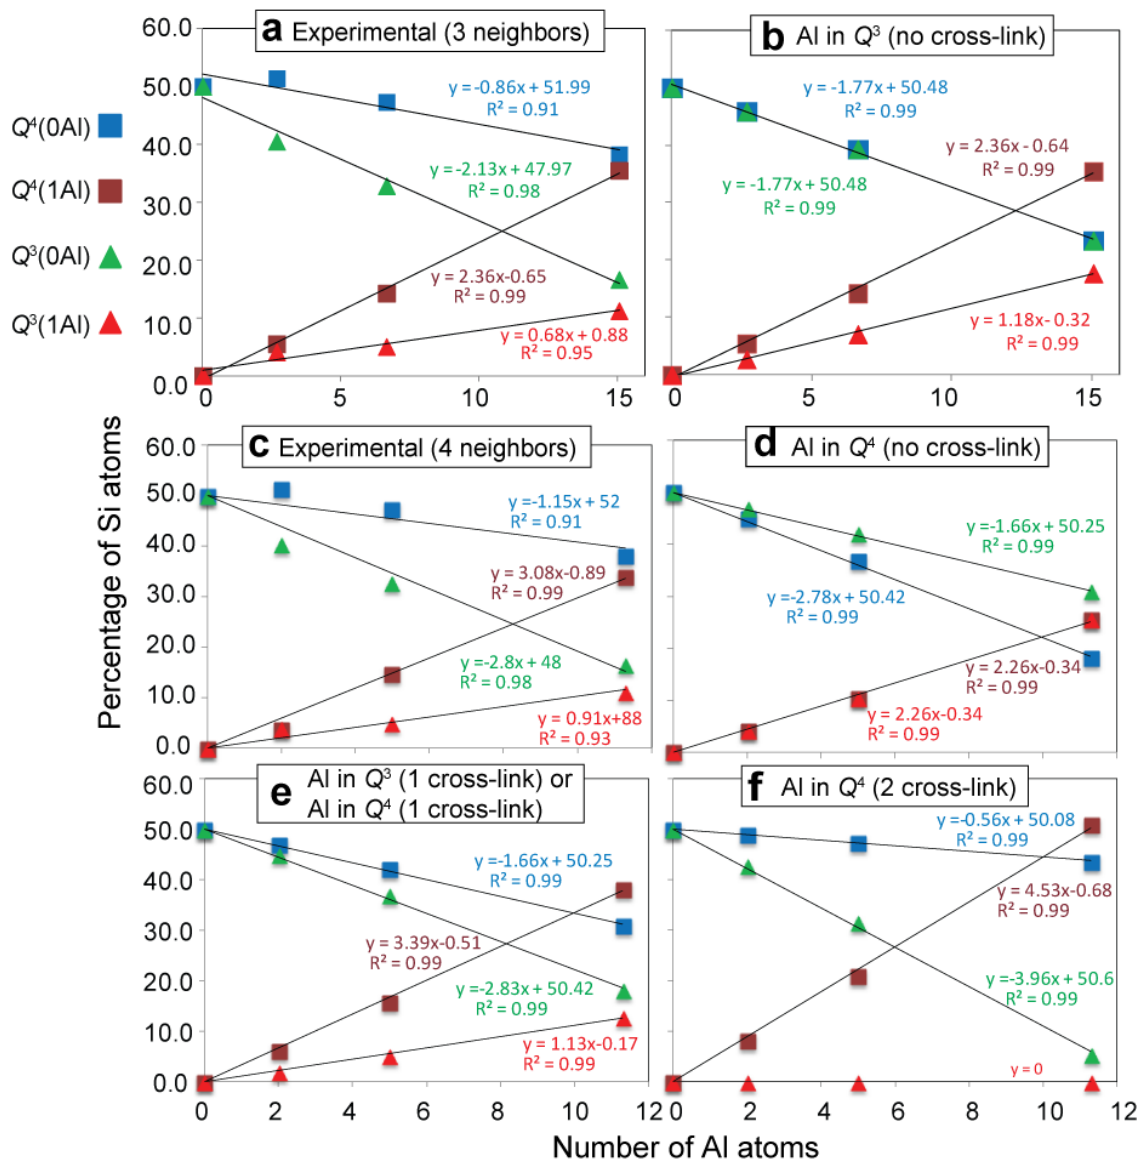 a Experimental (3 neighbors)
60.0
50.0
40.0
30.0
20.0
10.0
0.0
y = -0.86x + 51.99
R² = 0.91
y = -2.13x + 47.97
R² = 0.98
y = 2.36x-0.65
R² = 0.99
y = 0.68x + 0.88
R² = 0.95
0 5 10 15
b Al in Q³ (no cross-link)
y = -1.77x + 50.48
R² = 0.99
y = 2.36x - 0.64
R² = 0.99
y = -1.77x + 50.48
R² = 0.99
y = 1.18x- 0.32
R² = 0.99
0 5 10 15
Q⁴(0Al)
Q⁴(1Al)
Q³(0Al)
Q³(1Al)
Percentage of Si atoms
c Experimental (4 neighbors)
60.0
50.0
40.0
30.0
20.0
10.0
0.0
y = -1.15x + 52
R² = 0.91
y = 3.08x-0.89
R² = 0.99
y = -2.8x + 48
R² = 0.98
y = 0.91x+88
R² = 0.93
d Al in Q⁴ (no cross-link)
y = -1.66x + 50.25
R² = 0.99
y = -2.78x + 50.42
R² = 0.99
y = 2.26x-0.34
R² = 0.99
y = 2.26x-0.34
R² = 0.99
e Al in Q³ (1 cross-link) or
Al in Q⁴ (1 cross-link)
60.0
50.0
40.0
30.0
20.0
10.0
0.0
y = -1.66x + 50.25
R² = 0.99
y = 3.39x-0.51
R² = 0.99
y = -2.83x + 50.42
R² = 0.99
y = 1.13x-0.17
R² = 0.99
0 2 4 6 8 10 12
f Al in Q⁴ (2 cross-link)
y = -0.56x + 50.08
R² = 0.99
y = 4.53x-0.68
R² = 0.99
y = -3.96x + 50.6
R² = 0.99
y = 0
0 2 4 6 8 10 12
Number of Al atoms